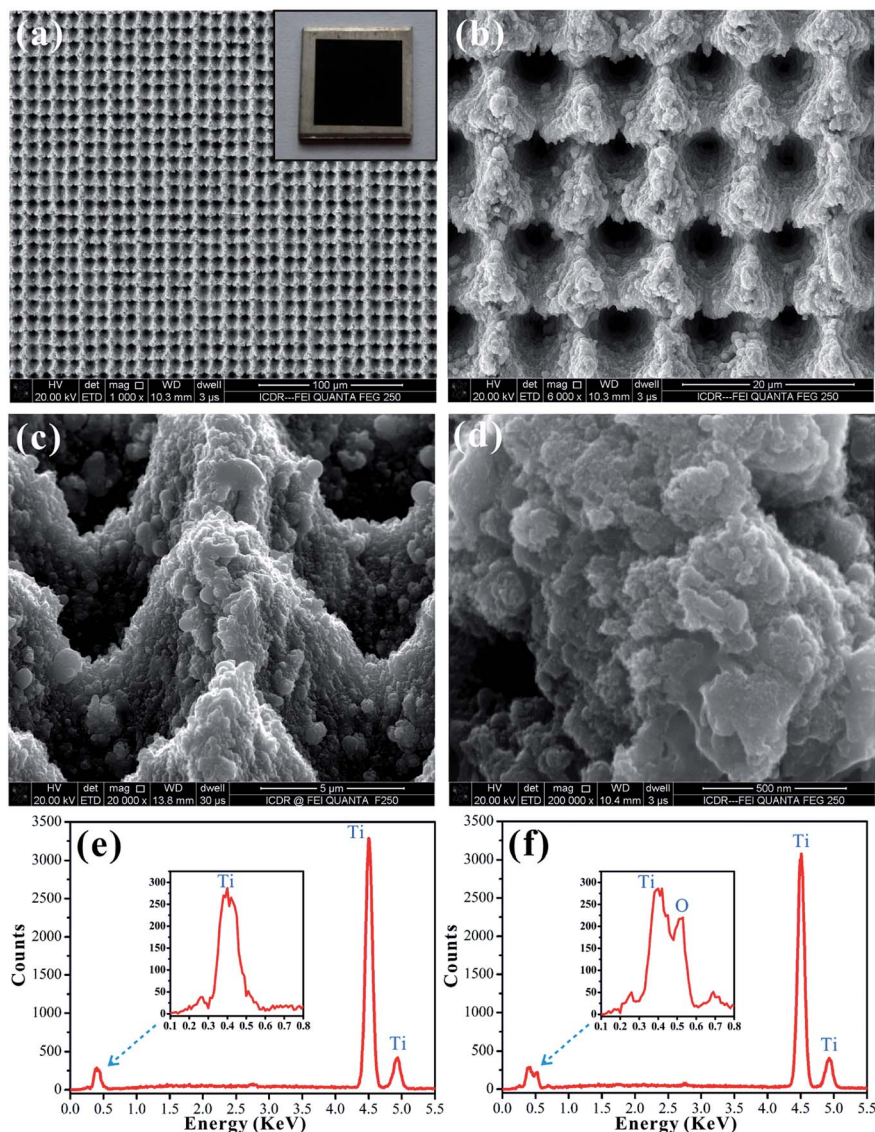 (a)
(b)
HV det mag □ WD dwell 100 µm
20.00 kV ETD 1 000 x 10.3 mm 3 µs ICDR---FEI QUANTA FEG 250
HV det mag □ WD dwell 20 µm
20.00 kV ETD 6 000 x 10.3 mm 3 µs ICDR---FEI QUANTA FEG 250
(c)
(d)
HV det mag □ WD dwell 5 µm
20.00 kV ETD 20 000 x 13.8 mm 30 µs ICDR @ FEI QUANTA F250
HV det mag □ WD dwell 500 nm
20.00 kV ETD 200 000 x 10.4 mm 3 µs ICDR---FEI QUANTA FEG 250
(e)
Counts
3500
3000
2500
2000
1500
1000
500
0
Ti
Ti
300
250
200
150
100
50
0
Ti
0.1 0.2 0.3 0.4 0.5 0.6 0.7 0.8
0.0 0.5 1.0 1.5 2.0 2.5 3.0 3.5 4.0 4.5 5.0 5.5
Energy (KeV)
(f)
Counts
3500
3000
2500
2000
1500
1000
500
0
Ti
Ti
300
250
200
150
100
50
0
Ti
O
0.1 0.2 0.3 0.4 0.5 0.6 0.7 0.8
0.0 0.5 1.0 1.5 2.0 2.5 3.0 3.5 4.0 4.5 5.0 5.5
Energy (KeV)